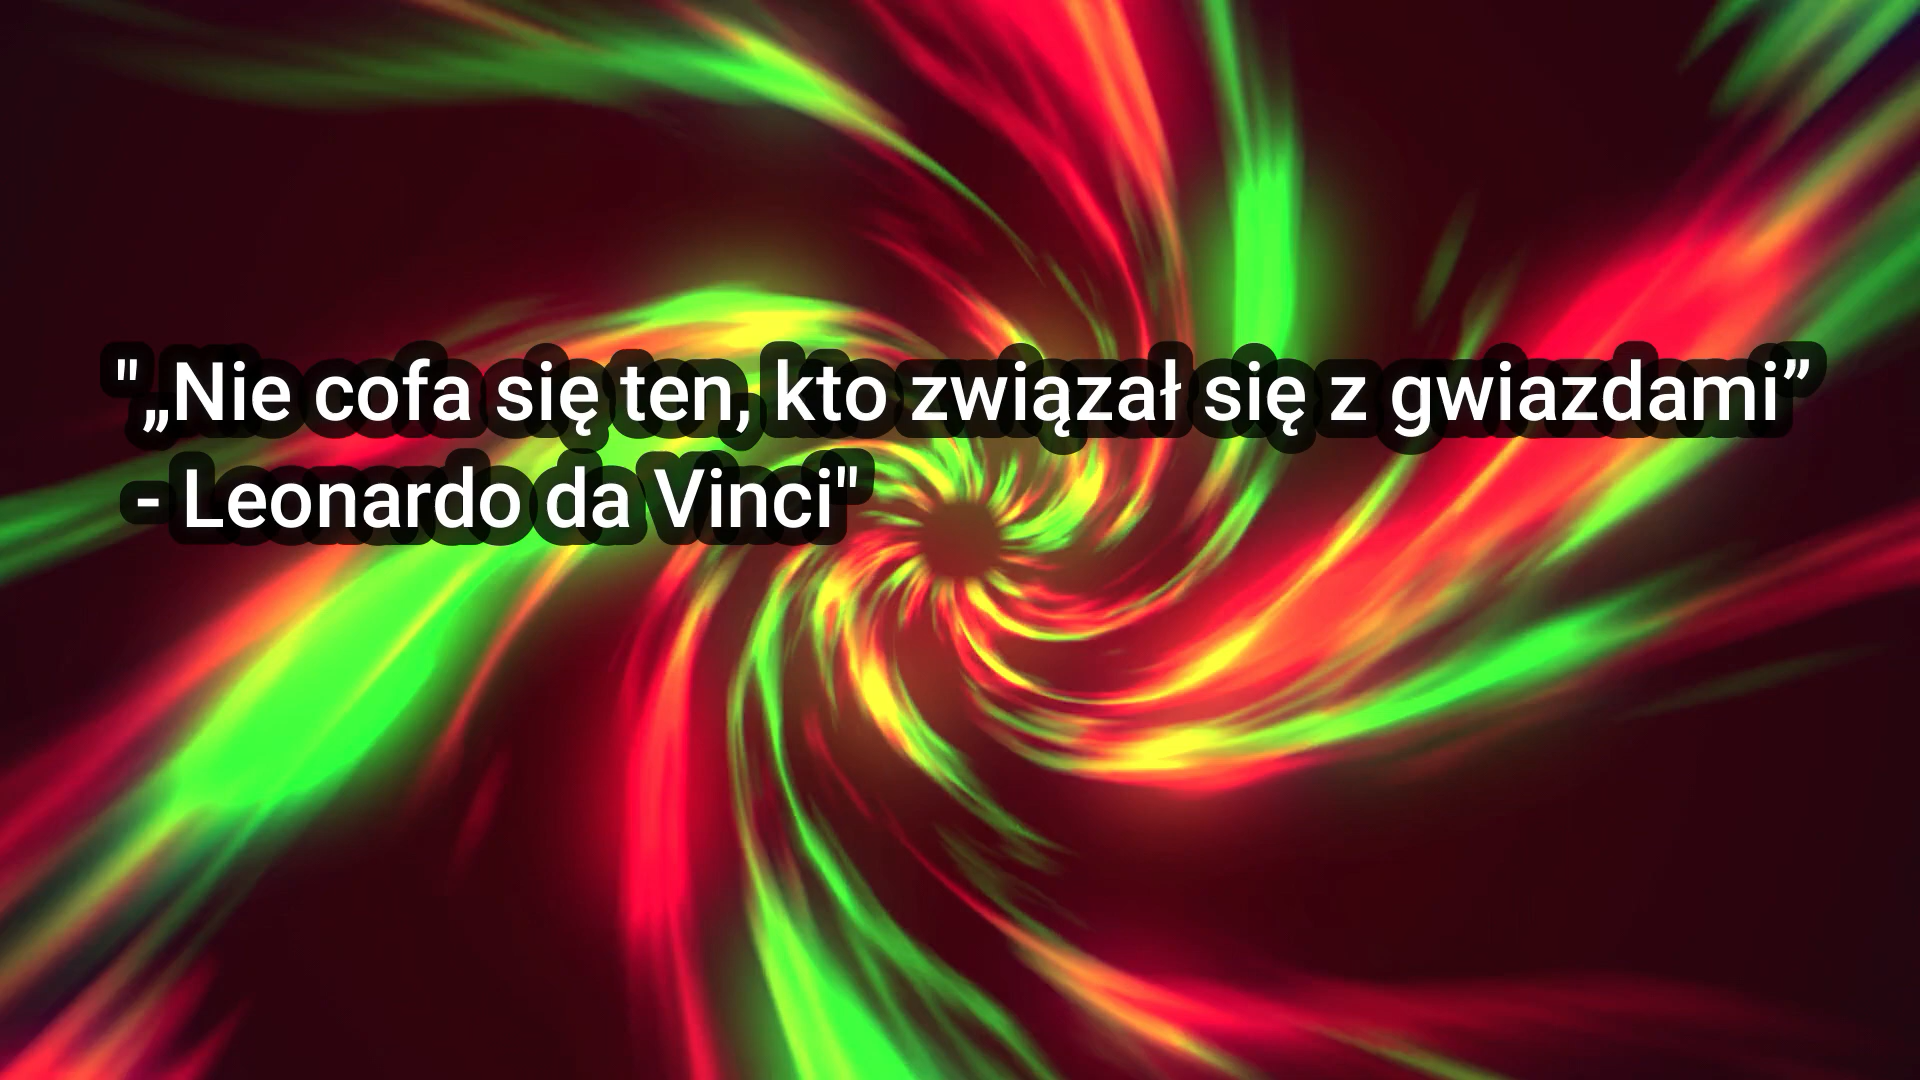 "„Nie cofa się ten, kto związał się z gwiazdami”
- Leonardo da Vinci"